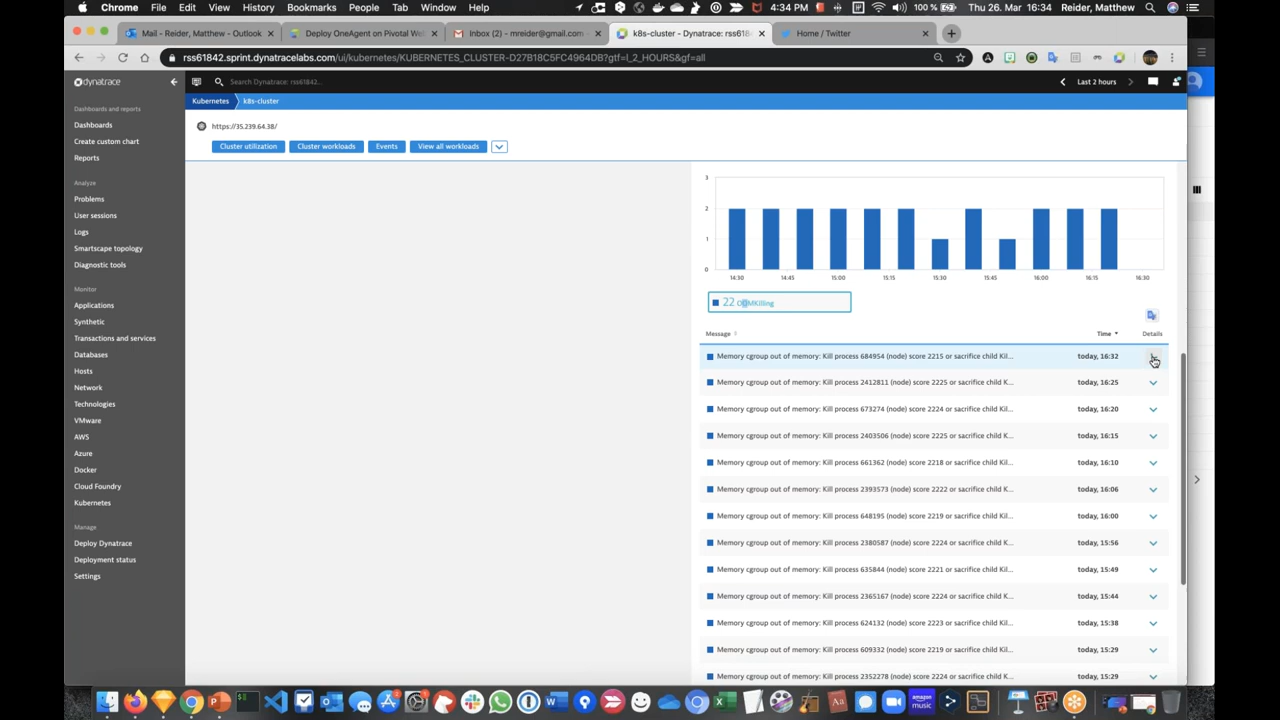 Chrome File Edit View History Bookmarks People Tab Window Help 4:34 PM 100 % Thu 26. Mar 16:34 Reider, Matthew
Mail - Reider, Matthew - Outlook
Deploy OneAgent on Pivotal We
Inbox (2) - mreider@gmail.com -
k8s-cluster - Dynatrace: rss61
Home / Twitter
rss61842.sprint.dynatracelabs.com/ui/kubernetes/KUBERNETES_CLUSTER-D27B18C5FC4964DB?gtf=l_2_HOURS&gf=all
dynatrace
Search Dynatrace: rss61842...
Last 2 hours
Kubernetes
k8s-cluster
https://35.239.64.38/
Cluster utilization
Cluster workloads
Events
View all workloads
Dashboards and reports
Dashboards
Create custom chart
Reports
Analyze
Problems
User sessions
Logs
Smartscape topology
Diagnostic tools
Monitor
Applications
Synthetic
Transactions and services
Databases
Hosts
Network
Technologies
VMware
AWS
Azure
Docker
Cloud Foundry
Kubernetes
Manage
Deploy Dynatrace
Deployment status
Settings
3
2
1
0
14:30 14:45 15:00 15:15 15:30 15:45 16:00 16:15 16:30
22 OOMKilling
Message Time Details
Memory cgroup out of memory: Kill process 684954 (node) score 2215 or sacrifice child Kil... today, 16:32
Memory cgroup out of memory: Kill process 2412811 (node) score 2225 or sacrifice child K... today, 16:25
Memory cgroup out of memory: Kill process 673274 (node) score 2224 or sacrifice child Kil... today, 16:20
Memory cgroup out of memory: Kill process 2403506 (node) score 2225 or sacrifice child K... today, 16:15
Memory cgroup out of memory: Kill process 661362 (node) score 2218 or sacrifice child Kil... today, 16:10
Memory cgroup out of memory: Kill process 2393573 (node) score 2222 or sacrifice child K... today, 16:06
Memory cgroup out of memory: Kill process 648195 (node) score 2219 or sacrifice child Kil... today, 16:00
Memory cgroup out of memory: Kill process 2380587 (node) score 2224 or sacrifice child K... today, 15:56
Memory cgroup out of memory: Kill process 635844 (node) score 2221 or sacrifice child Kil... today, 15:49
Memory cgroup out of memory: Kill process 2365167 (node) score 2224 or sacrifice child K... today, 15:44
Memory cgroup out of memory: Kill process 624132 (node) score 2223 or sacrifice child Kil... today, 15:38
Memory cgroup out of memory: Kill process 609332 (node) score 2219 or sacrifice child Kil... today, 15:29
Memory cgroup out of memory: Kill process 2352278 (node) score 2224 or sacrifice child K... today, 15:29
amazon music